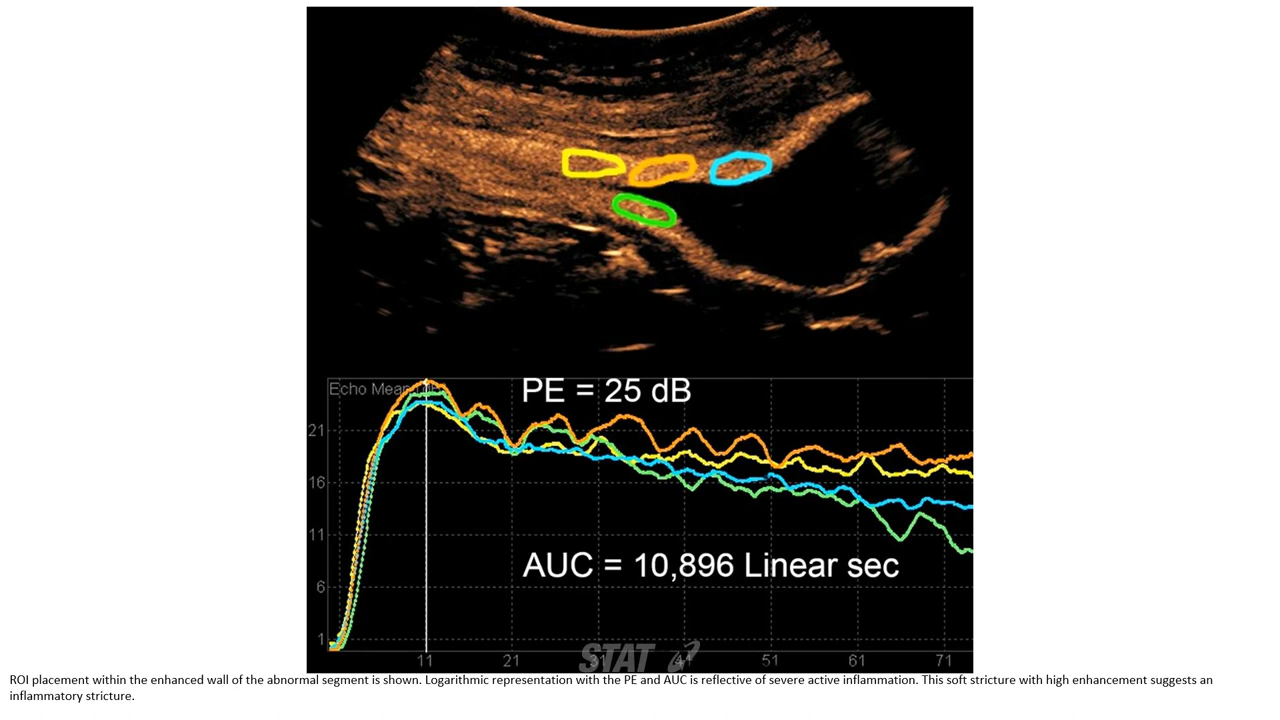 Echo Mean
PE = 25 dB
21
16
11
AUC = 10,896 Linear sec
6
1
STAT
11 21 31 41 51 61 71
ROI placement within the enhanced wall of the abnormal segment is shown. Logarithmic representation with the PE and AUC is reflective of severe active inflammation. This soft stricture with high enhancement suggests an
inflammatory stricture.